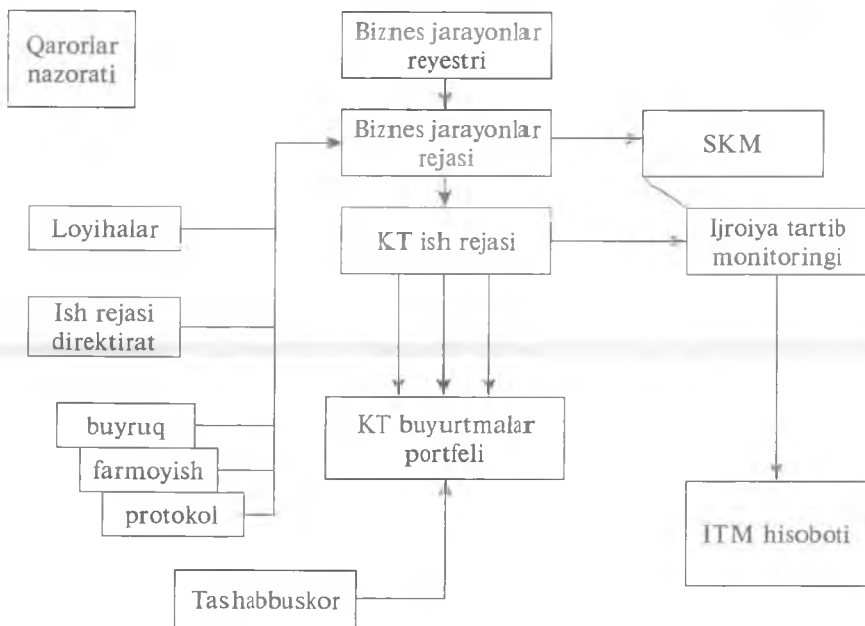 Qarorlar
nazorati
Biznes jarayonlar
reyestri
Biznes jarayonlar
rejasi
SKM
Loyihalar
KT ish rejasi
Ijroiya tartib
monitoringi
Ish rejasi
direktirat
buyruq
farmoyish
protokol
KT buyurtmalar
portfeli
ITM hisoboti
Tashabbuskor